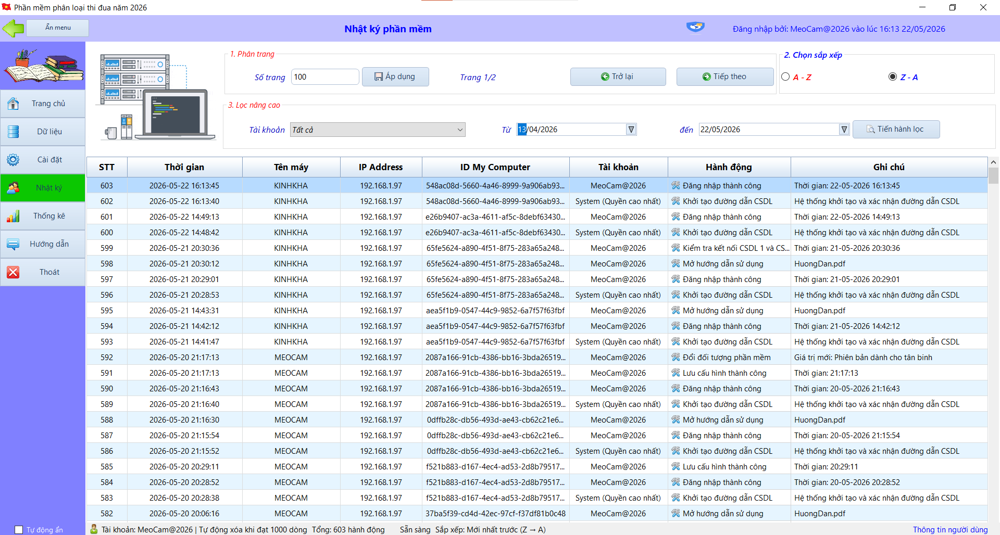 Phần mềm phân loại thi đua năm 2026
Ẩn menu
Nhật ký phần mềm
Đăng nhập bởi: MeoCam@2026 vào lúc 16:13 22/05/2026
Trang chủ
Dữ liệu
Cài đặt
Nhật ký
Thống kê
Hướng dẫn
Thoát
Tự động ẩn
1. Phân trang
Số trang 100 Áp dụng Trang 1/2 Trở lại Tiếp theo
2. Chọn sắp xếp
A - Z Z - A
3. Lọc nâng cao
Tài khoản Tất cả Từ 13/04/2026 đến 22/05/2026 Tiến hành lọc
STT Thời gian Tên máy IP Address ID My Computer Tài khoản Hành động Ghi chú
603 2026-05-22 16:13:45 KINHKHA 192.168.1.97 548ac08d-5660-4a46-8999-9a906ab93... MeoCam@2026 Đăng nhập thành công Thời gian: 22-05-2026 16:13:45
602 2026-05-22 16:13:40 KINHKHA 192.168.1.97 548ac08d-5660-4a46-8999-9a906ab93... System (Quyền cao nhất) Khởi tạo đường dẫn CSDL Hệ thống khởi tạo và xác nhận đường dẫn CSDL
601 2026-05-22 14:49:13 KINHKHA 192.168.1.97 e26b9407-ac3a-4611-af5c-8debf63430... MeoCam@2026 Đăng nhập thành công Thời gian: 22-05-2026 14:49:13
600 2026-05-22 14:48:42 KINHKHA 192.168.1.97 e26b9407-ac3a-4611-af5c-8debf63430... System (Quyền cao nhất) Khởi tạo đường dẫn CSDL Hệ thống khởi tạo và xác nhận đường dẫn CSDL
599 2026-05-21 20:30:36 KINHKHA 192.168.1.97 65fe5624-a890-4f51-8f75-283a65a248... MeoCam@2026 Kiểm tra kết nối CSDL 1 và CS... Thời gian: 21-05-2026 20:30:36
598 2026-05-21 20:30:12 KINHKHA 192.168.1.97 65fe5624-a890-4f51-8f75-283a65a248... MeoCam@2026 Mở hướng dẫn sử dụng HuongDan.pdf
597 2026-05-21 20:29:01 KINHKHA 192.168.1.97 65fe5624-a890-4f51-8f75-283a65a248... MeoCam@2026 Đăng nhập thành công Thời gian: 21-05-2026 20:29:01
596 2026-05-21 20:28:53 KINHKHA 192.168.1.97 65fe5624-a890-4f51-8f75-283a65a248... System (Quyền cao nhất) Khởi tạo đường dẫn CSDL Hệ thống khởi tạo và xác nhận đường dẫn CSDL
595 2026-05-21 14:43:31 KINHKHA 192.168.1.97 aea5f1b9-0547-44c9-9852-6a7f57f63fbf MeoCam@2026 Mở hướng dẫn sử dụng HuongDan.pdf
594 2026-05-21 14:42:12 KINHKHA 192.168.1.97 aea5f1b9-0547-44c9-9852-6a7f57f63fbf MeoCam@2026 Đăng nhập thành công Thời gian: 21-05-2026 14:42:12
593 2026-05-21 14:41:47 KINHKHA 192.168.1.97 aea5f1b9-0547-44c9-9852-6a7f57f63fbf System (Quyền cao nhất) Khởi tạo đường dẫn CSDL Hệ thống khởi tạo và xác nhận đường dẫn CSDL
592 2026-05-20 21:17:13 MEOCAM 192.168.1.97 2087a166-91cb-4386-bb16-3bda26519... MeoCam@2026 Đổi đối tượng phần mềm Giá trị mới: Phiên bản dành cho tân binh
591 2026-05-20 21:17:13 MEOCAM 192.168.1.97 2087a166-91cb-4386-bb16-3bda26519... MeoCam@2026 Lưu cấu hình thành công Thời gian: 21:17:13
590 2026-05-20 21:16:43 MEOCAM 192.168.1.97 2087a166-91cb-4386-bb16-3bda26519... MeoCam@2026 Đăng nhập thành công Thời gian: 20-05-2026 21:16:43
589 2026-05-20 21:16:40 MEOCAM 192.168.1.97 2087a166-91cb-4386-bb16-3bda26519... System (Quyền cao nhất) Khởi tạo đường dẫn CSDL Hệ thống khởi tạo và xác nhận đường dẫn CSDL
588 2026-05-20 21:16:30 MEOCAM 192.168.1.97 0dffb28c-db56-493d-ae43-cb62c21e6... MeoCam@2026 Mở hướng dẫn sử dụng HuongDan.pdf
587 2026-05-20 21:15:54 MEOCAM 192.168.1.97 0dffb28c-db56-493d-ae43-cb62c21e6... MeoCam@2026 Đăng nhập thành công Thời gian: 20-05-2026 21:15:54
586 2026-05-20 21:15:52 MEOCAM 192.168.1.97 0dffb28c-db56-493d-ae43-cb62c21e6... System (Quyền cao nhất) Khởi tạo đường dẫn CSDL Hệ thống khởi tạo và xác nhận đường dẫn CSDL
585 2026-05-20 20:29:11 MEOCAM 192.168.1.97 f521b883-d167-4ec4-ad53-2d8b79517... MeoCam@2026 Lưu cấu hình thành công Thời gian: 20:29:11
584 2026-05-20 20:28:52 MEOCAM 192.168.1.97 f521b883-d167-4ec4-ad53-2d8b79517... MeoCam@2026 Đăng nhập thành công Thời gian: 20-05-2026 20:28:52
583 2026-05-20 20:28:38 MEOCAM 192.168.1.97 f521b883-d167-4ec4-ad53-2d8b79517... System (Quyền cao nhất) Khởi tạo đường dẫn CSDL Hệ thống khởi tạo và xác nhận đường dẫn CSDL
582 2026-05-20 20:06:16 MEOCAM 192.168.1.97 37ba5f39-cd4d-42ec-97cf-f37df81b0c48 MeoCam@2026 Mở hướng dẫn sử dụng HuongDan.pdf
Tài khoản: MeoCam@2026 | Tự động xóa khi đạt 1000 dòng Tổng: 603 hành động Sẵn sàng Sắp xếp: Mới nhất trước (Z → A) Thông tin người dùng